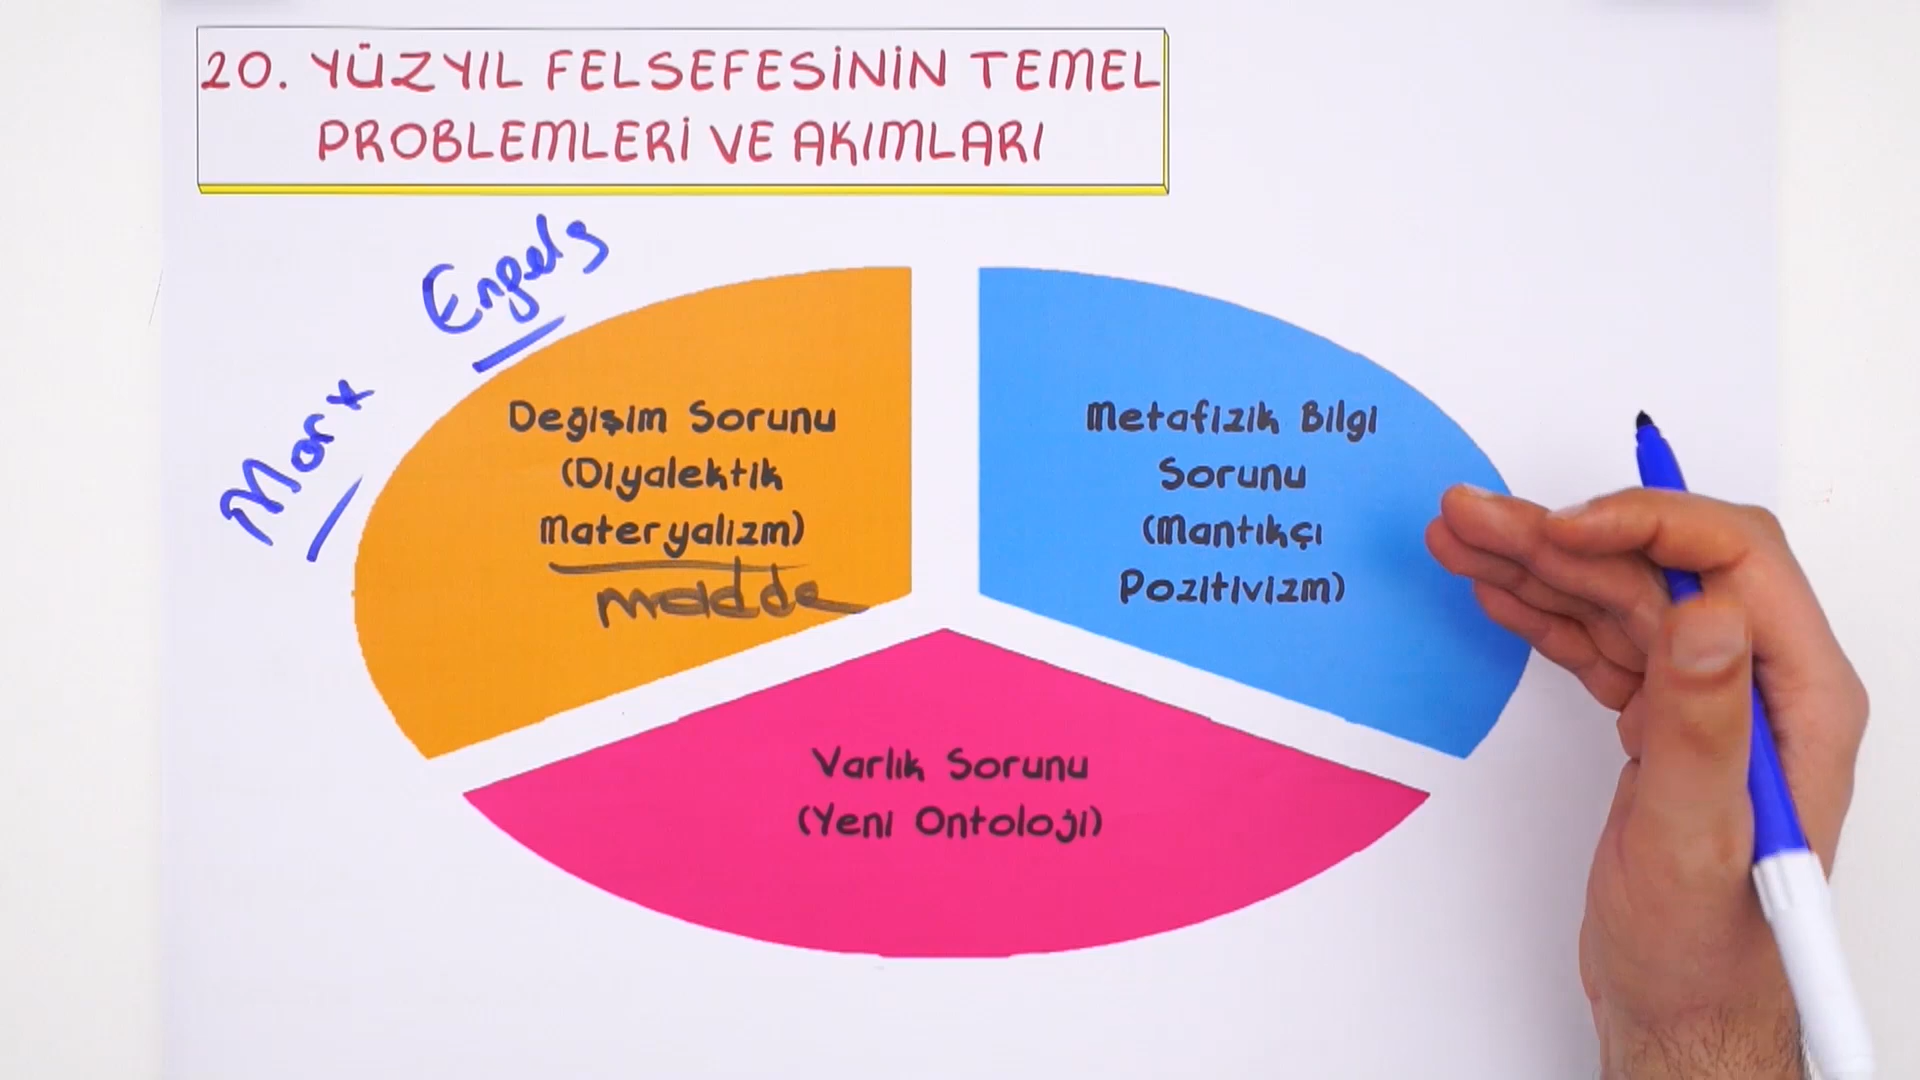 20. YÜZYIL FELSEFESİNİN TEMEL
PROBLEMLERİ VE AKIMLARI
Engels
Marx
Değişim Sorunu
(Diyalektik
Materyalizm)
madde
Metafizik Bilgi
Sorunu
(Mantıkçı
Pozitivizm)
Varlık Sorunu
(Yeni Ontoloji)